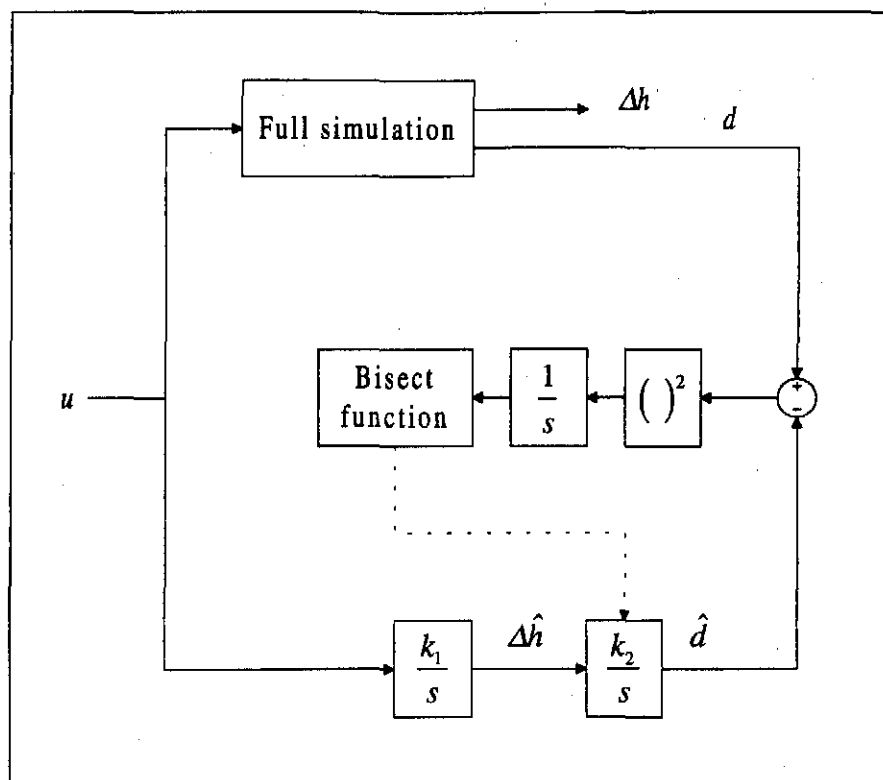 Δh
d
Full simulation
+
-
Bisect
function
1
s
( )²
u
k₁
s
Δĥ
k₂
s
d̂